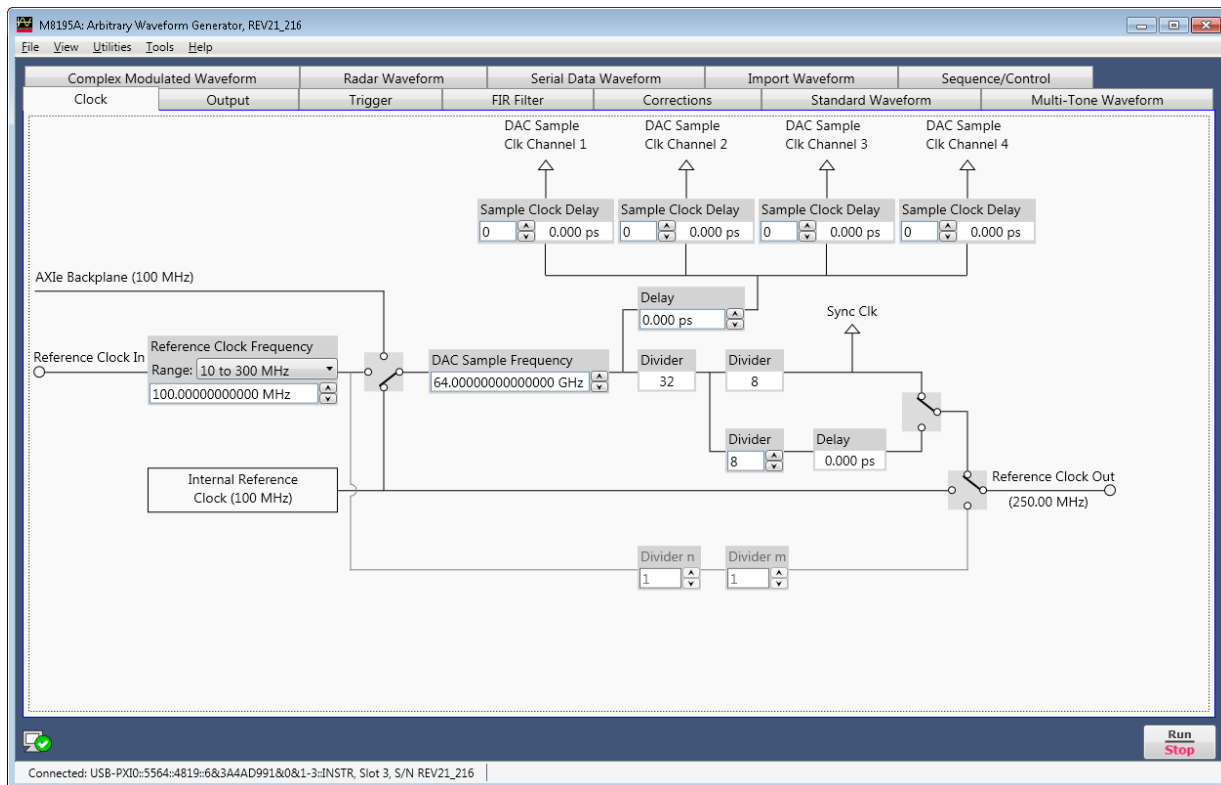 M8195A: Arbitrary Waveform Generator, REV21_216
File View Utilities Tools Help
Complex Modulated Waveform Radar Waveform Serial Data Waveform Import Waveform Sequence/Control
Clock Output Trigger FIR Filter Corrections Standard Waveform Multi-Tone Waveform
DAC Sample DAC Sample DAC Sample DAC Sample
Clk Channel 1 Clk Channel 2 Clk Channel 3 Clk Channel 4
Sample Clock Delay Sample Clock Delay Sample Clock Delay Sample Clock Delay
0 0.000 ps 0 0.000 ps 0 0.000 ps 0 0.000 ps
AXIe Backplane (100 MHz)
Delay
0.000 ps
Sync Clk
Reference Clock In
Reference Clock Frequency
Range: 10 to 300 MHz
100.00000000000 MHz
DAC Sample Frequency
64.00000000000000 GHz
Divider
32
Divider
8
Divider
8
Delay
0.000 ps
Internal Reference
Clock (100 MHz)
Reference Clock Out
(250.00 MHz)
Divider n
1
Divider m
1
Run
Stop
Connected: USB-PXI0::5564::4819::6&3A4AD991&0&1-3::INSTR, Slot 3, S/N REV21_216